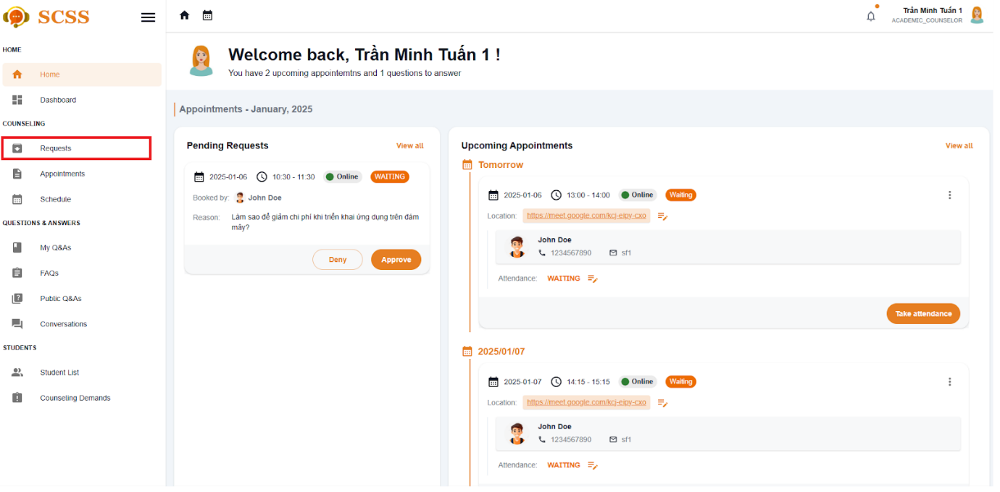 SCSS
Trần Minh Tuấn 1
ACADEMIC_COUNSELOR
HOME
Home
Dashboard
COUNSELING
Requests
Appointments
Schedule
QUESTIONS & ANSWERS
My Q&As
FAQs
Public Q&As
Conversations
STUDENTS
Student List
Counseling Demands
Welcome back, Trần Minh Tuấn 1 !
You have 2 upcoming appointemtns and 1 questions to answer
Appointments - January, 2025
Pending Requests View all
2025-01-06 10:30 - 11:30 Online WAITING
Booked by: John Doe
Reason: Làm sao để giảm chi phí khi triển khai ứng dụng trên đám
mây?
Deny Approve
Upcoming Appointments View all
Tomorrow
2025-01-06 13:00 - 14:00 Online Waiting
Location: https://meet.google.com/kcj-eipy-cxo
John Doe
1234567890 sf1
Attendance: WAITING
Take attendance
2025/01/07
2025-01-07 14:15 - 15:15 Online Waiting
Location: https://meet.google.com/kcj-eipy-cxo
John Doe
1234567890 sf1
Attendance: WAITING